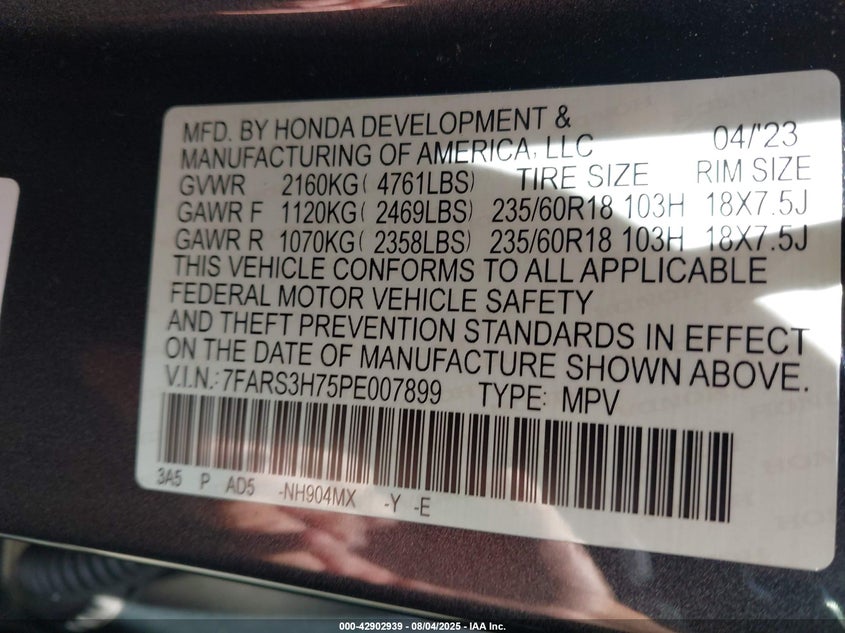 MFD. BY HONDA DEVELOPMENT &
MANUFACTURING OF AMERICA, LLC 04/'23
GVWR 2160KG( 4761LBS) TIRE SIZE RIM SIZE
GAWR F 1120KG( 2469LBS) 235/60R18 103H 18X7.5J
GAWR R 1070KG( 2358LBS) 235/60R18 103H 18X7.5J
THIS VEHICLE CONFORMS TO ALL APPLICABLE
FEDERAL MOTOR VEHICLE SAFETY
AND THEFT PREVENTION STANDARDS IN EFFECT
ON THE DATE OF MANUFACTURE SHOWN ABOVE.
V.I.N.:7FARS3H75PE007899 TYPE: MPV
3A5 P AD5 -NH904MX -Y -E
000-42902939 - 08/04/2025 - IAA Inc.